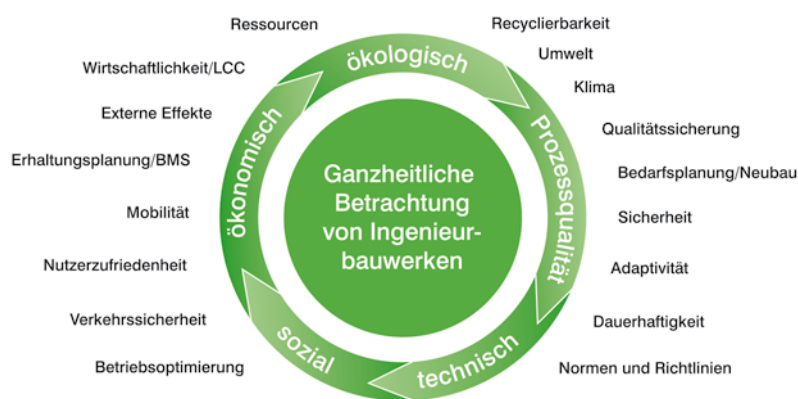 Ressourcen
Recyclierbarkeit
ökologisch
Umwelt
Wirtschaftlichkeit/LCC
Klima
Externe Effekte
Qualitätssicherung
Prozessqualität
Erhaltungsplanung/BMS
ökonomisch
Ganzheitliche
Betrachtung
von Ingenieur-
bauwerken
Bedarfsplanung/Neubau
Mobilität
Sicherheit
Nutzerzufriedenheit
Adaptivität
Verkehrssicherheit
Dauerhaftigkeit
sozial
technisch
Betriebsoptimierung
Normen und Richtlinien